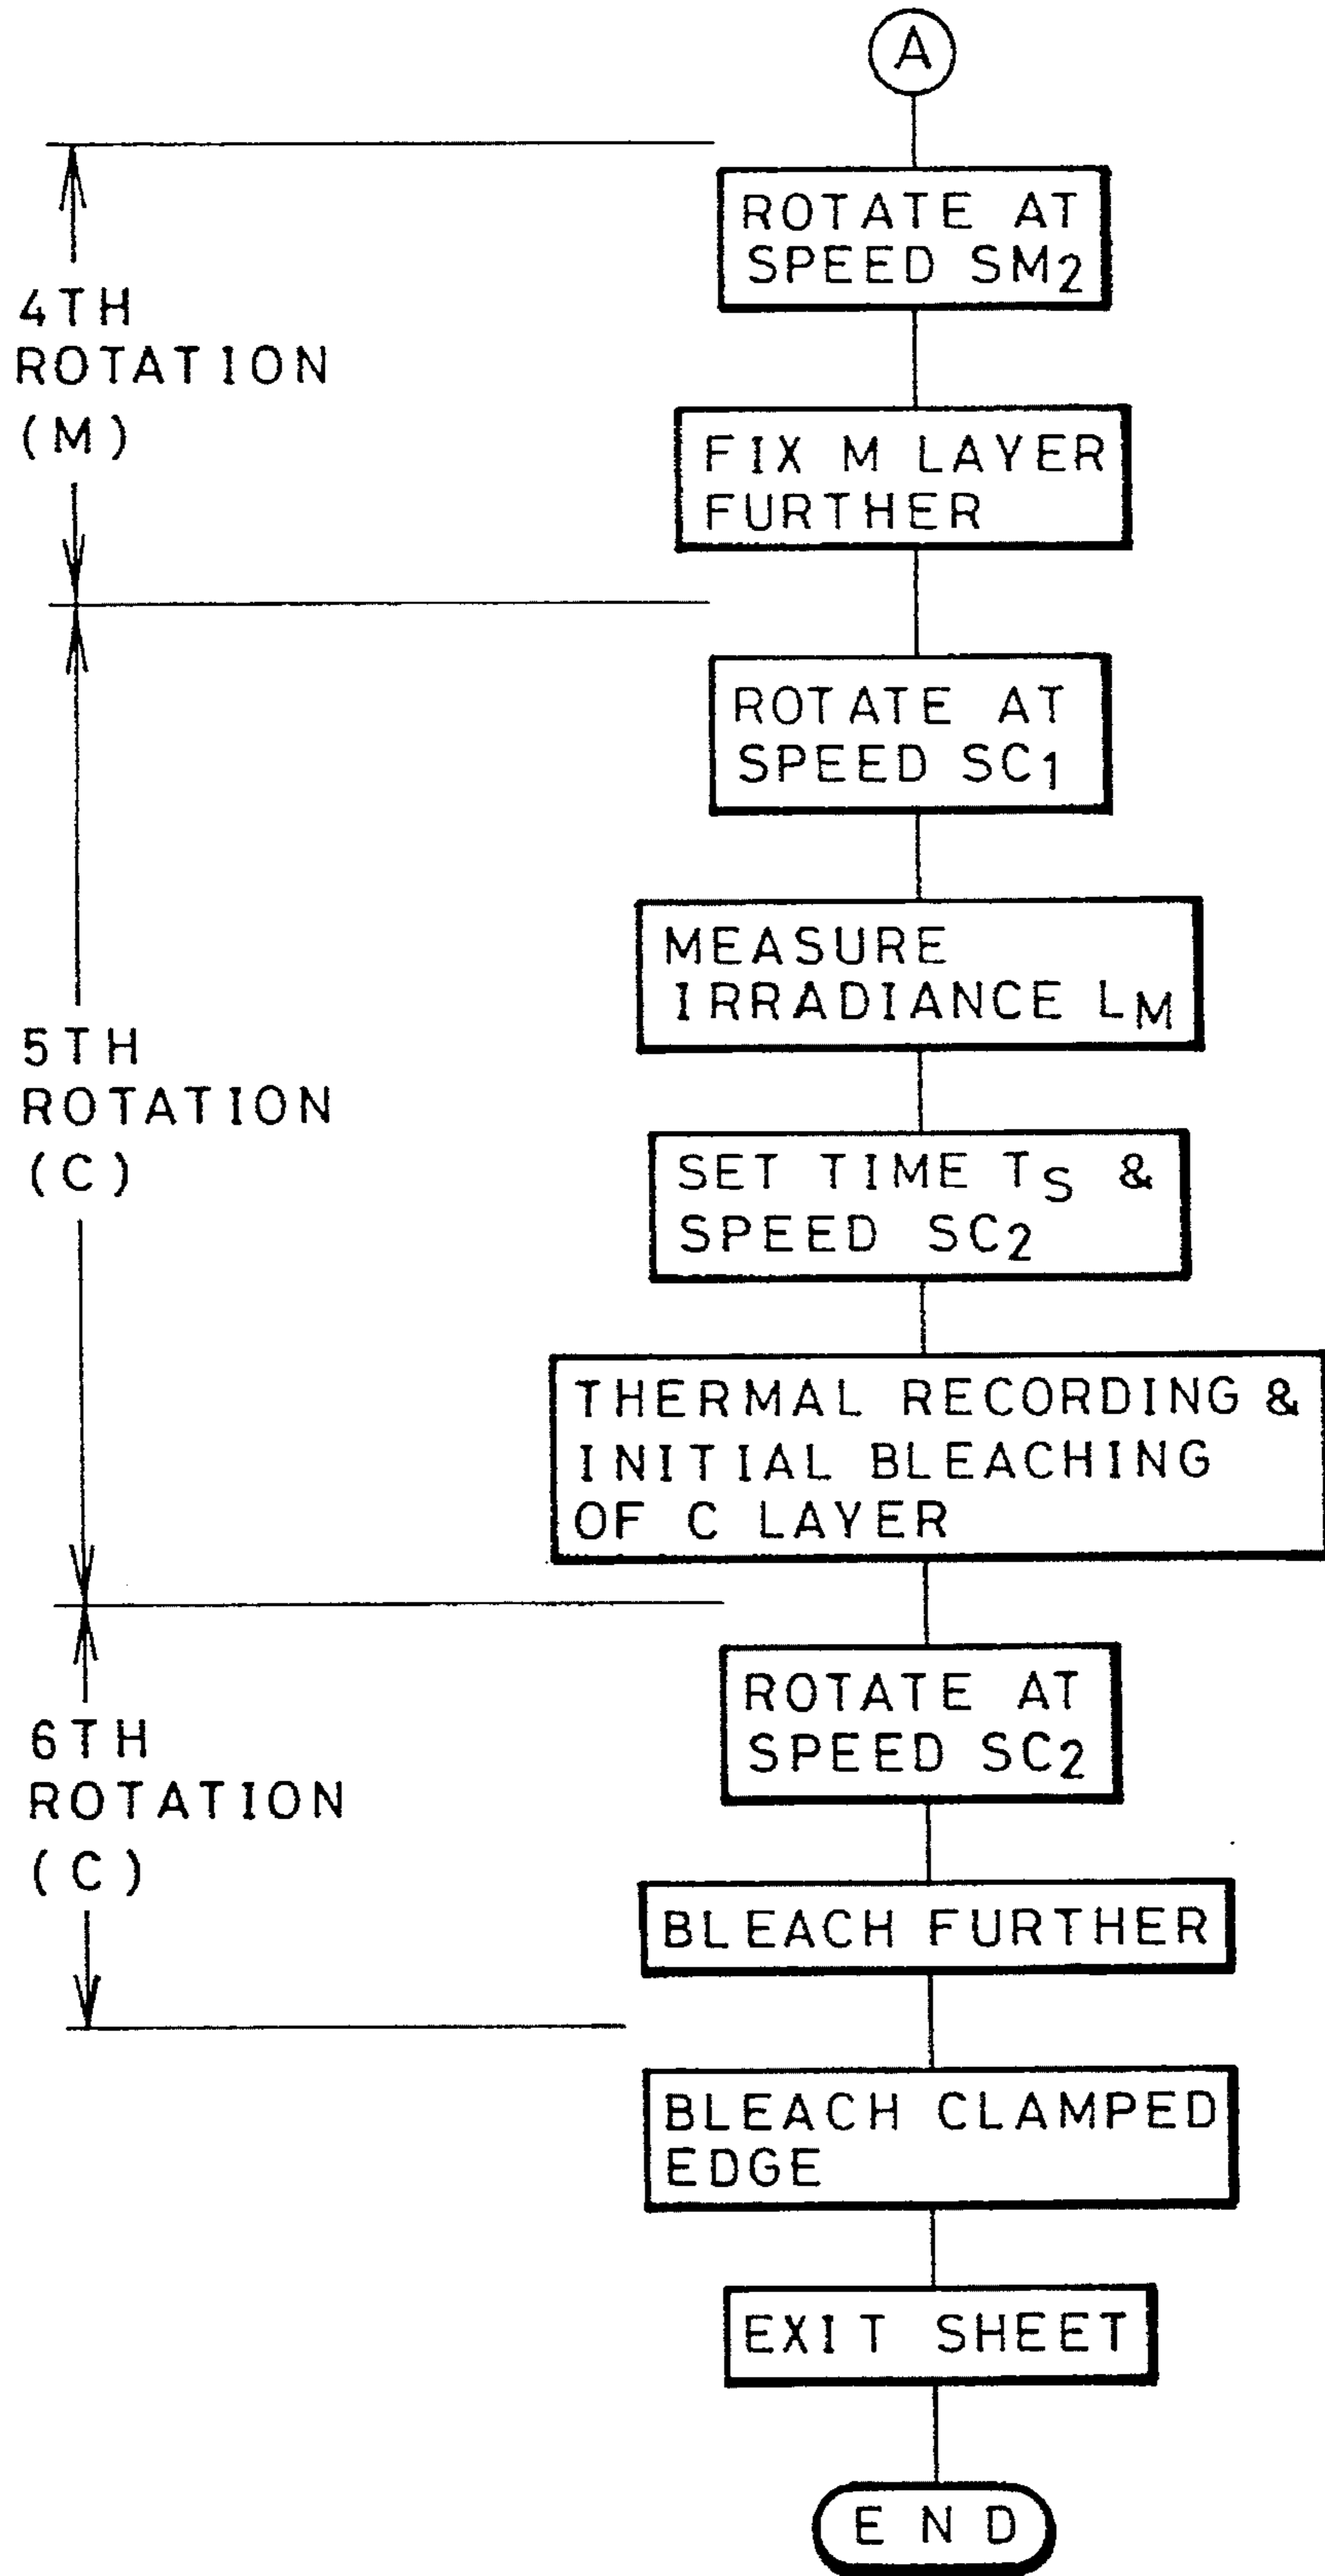 A
ROTATE AT
SPEED SM2
4TH
ROTATION
(M)
FIX M LAYER
FURTHER
ROTATE AT
SPEED SC1
MEASURE
IRRADIANCE LM
5TH
ROTATION
(C)
SET TIME TS &
SPEED SC2
THERMAL RECORDING &
INITIAL BLEACHING
OF C LAYER
ROTATE AT
SPEED SC2
6TH
ROTATION
(C)
BLEACH FURTHER
BLEACH CLAMPED
EDGE
EXIT SHEET
END